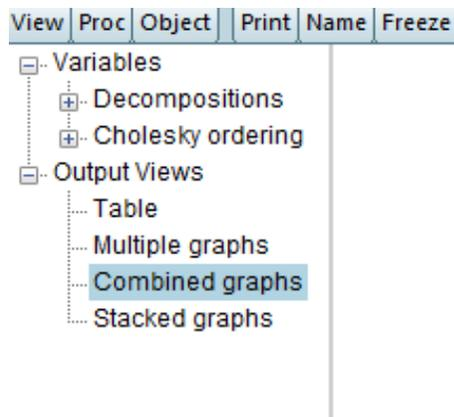 View Proc Object Print Name Freeze
Variables
Decompositions
Cholesky ordering
Output Views
Table
Multiple graphs
Combined graphs
Stacked graphs